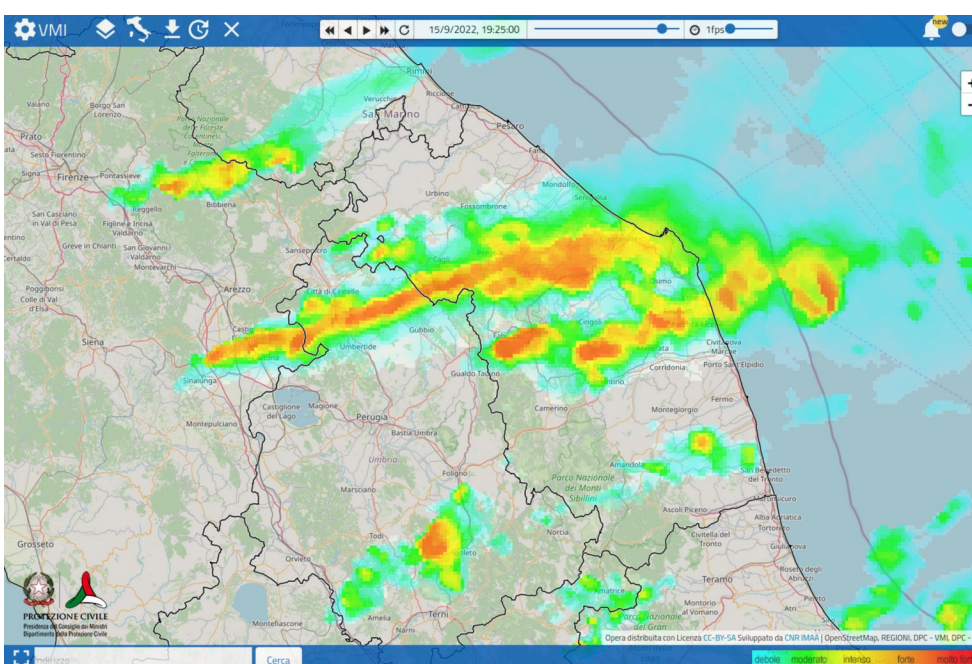 VMI
15/9/2022, 19:25:00
1fps
new
Rimini
Vaiano
Borgo San
Lorenzo
Verucchio
Riccione
San Marino
Prato
Pesaro
Sesto Fiorentino
Signa
Firenze
Pontassieve
Fano
Mondolfo
Urbino
Reggello
Bibbiena
Fossombrone
San Casciano
in Val di Pesa
Figline e Incisa
Valdarno
Greve in Chianti
San Giovanni
Valdarno
Sansepolcro
Montevarchi
Cagli
Poggibonsi
Colle di Val
d'Elsa
Arezzo
Città di Castello
Osimo
Siena
Gubbio
Cingoli
Umbertide
Civitanova
Marche
Sinalunga
Gualdo Tadino
Corridonia
Porto Sant'Elpidio
Castiglione
del Lago
Magione
Camerino
Fermo
Montepulciano
Perugia
Montegiorgio
Bastia Umbra
Umbria
Amandola
Foligno
San Benedetto
del Tronto
Marsciano
Parco Nazionale
dei Monti
Sibillini
Ascoli Piceno
Alba Adriatica
Todi
Norcia
Civitella del
Tronto
Grosseto
Orvieto
Giulianova
Teramo
Roseto degli
Abruzzi
Amatrice
Montorio
al Vomano
Pineto
Terni
Atri
Montefiascone
Amelia
Narni
PROTEZIONE CIVILE
Presidenza del Consiglio dei Ministri
Dipartimento della Protezione Civile
Opera distribuita con Licenza CC-BY-SA Sviluppato da CNR IMAA | OpenStreetMap, REGIONI, DPC - VMI, DPC -
Cerca
debole moderato intenso forte molto